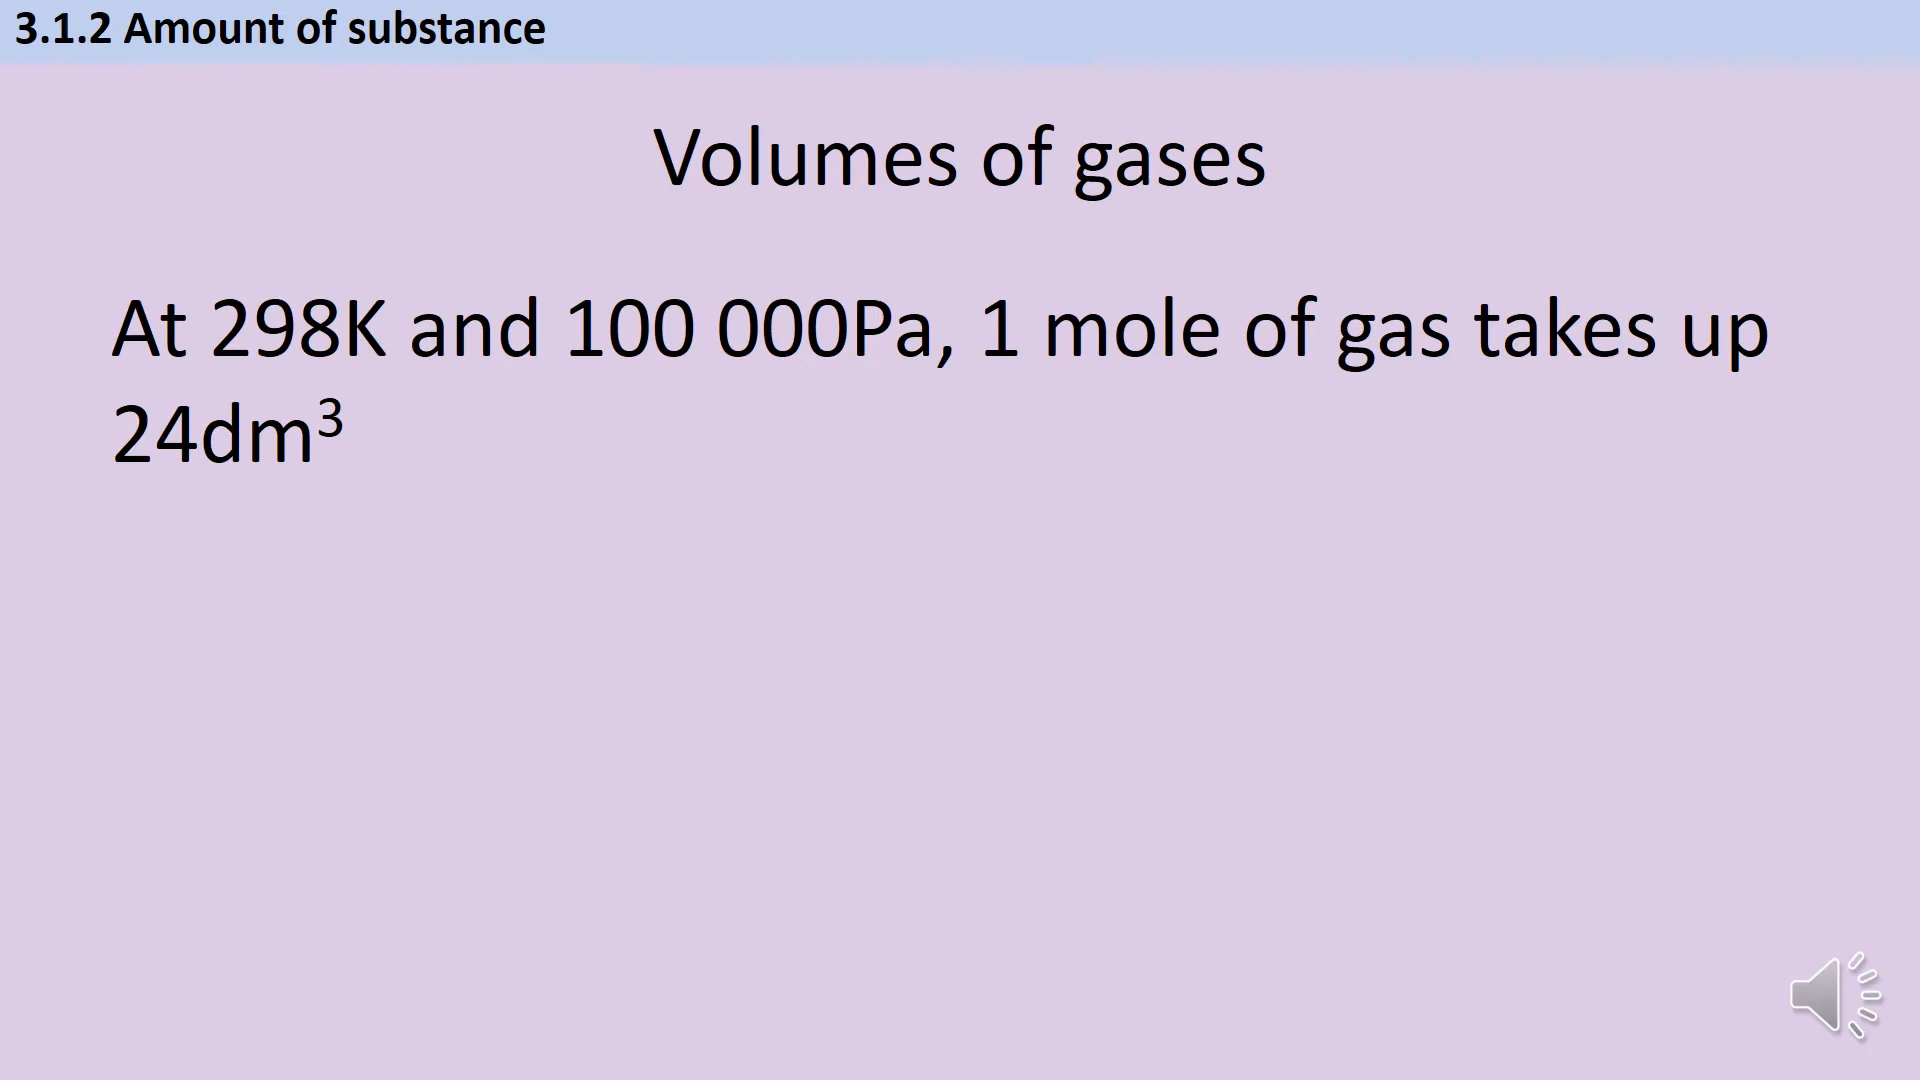 3.1.2 Amount of substance
Volumes of gases
At 298K and 100 000Pa, 1 mole of gas takes up
24dm³